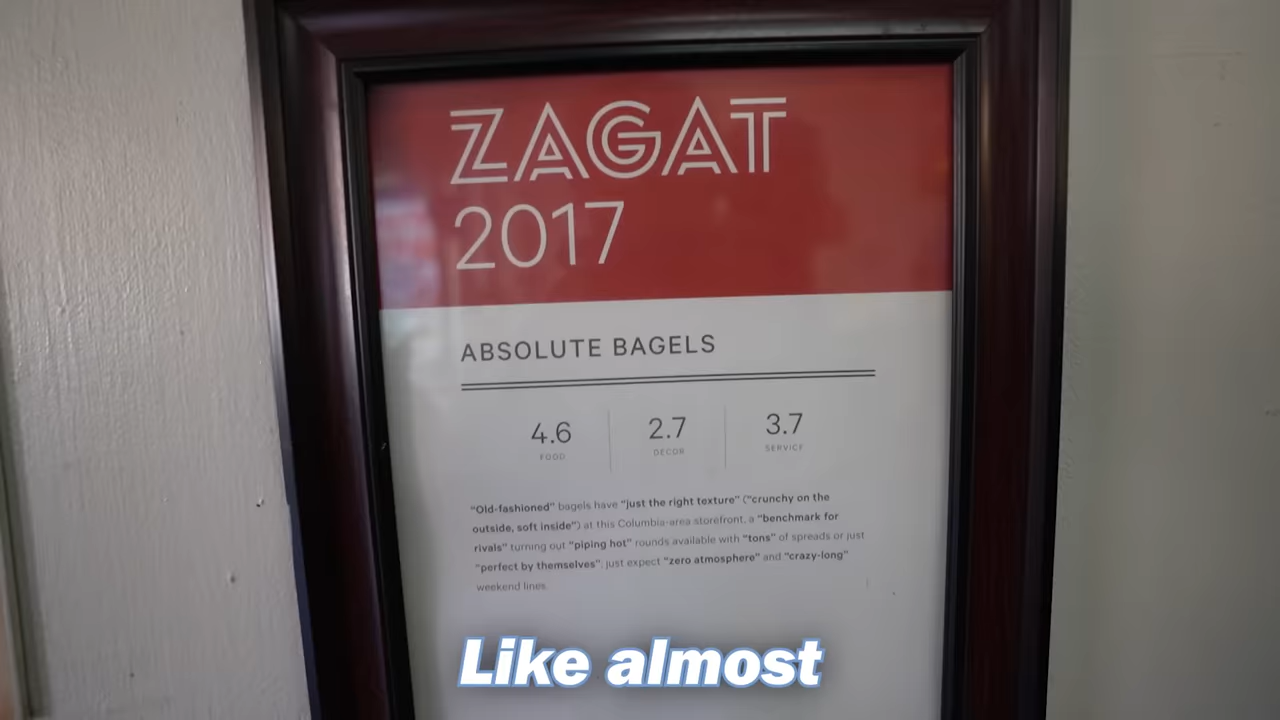 ZAGAT
2017
ABSOLUTE BAGELS
4.6 2.7 3.7
FOOD DECOR SERVICE
"Old-fashioned" bagels have "just the right texture" ("crunchy on the
outside, soft inside") at this Columbia-area storefront, a "benchmark for
rivals" turning out "piping hot" rounds available with "tons" of spreads or just
"perfect by themselves"; just expect "zero atmosphere" and "crazy-long"
weekend lines.
Like almost